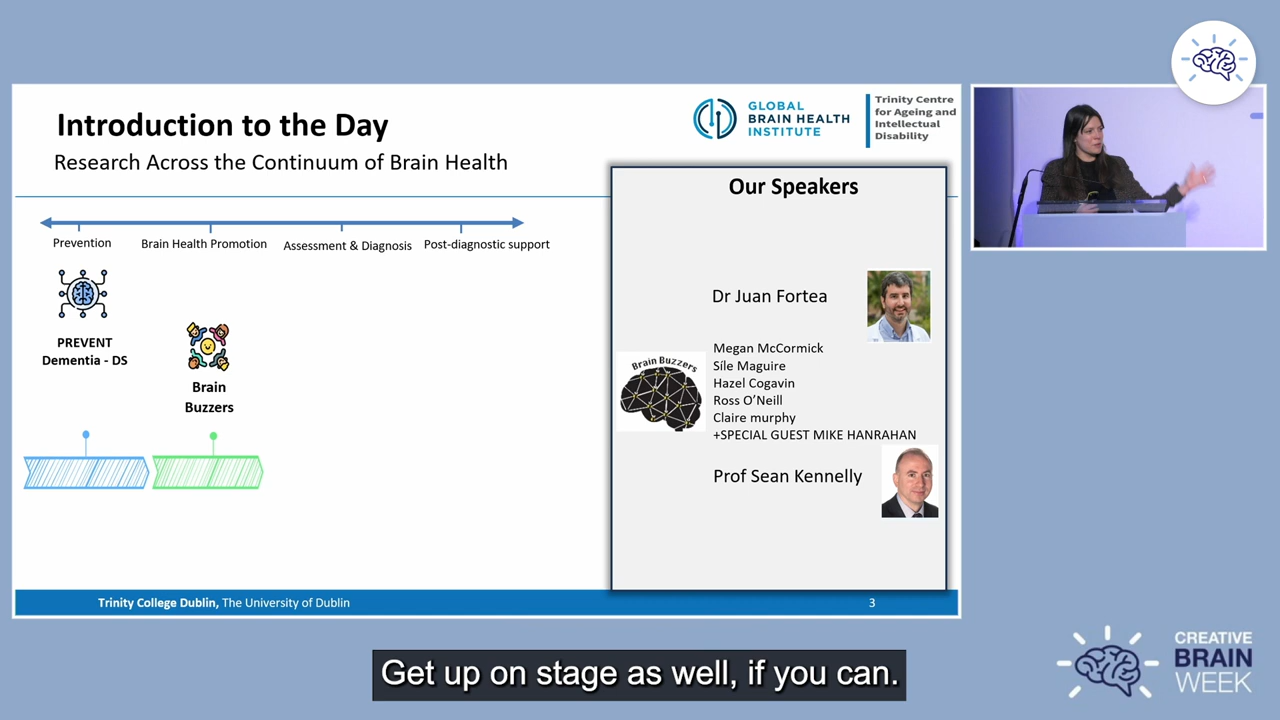 Introduction to the Day
Research Across the Continuum of Brain Health
GLOBAL
BRAIN HEALTH
INSTITUTE
Trinity Centre
for Ageing and
Intellectual
Disability
Prevention
Brain Health Promotion
Assessment & Diagnosis
Post-diagnostic support
PREVENT
Dementia - DS
Brain
Buzzers
Our Speakers
Dr Juan Fortea
Brain Buzzers
Megan McCormick
Síle Maguire
Hazel Cogavin
Ross O’Neill
Claire murphy
+SPECIAL GUEST MIKE HANRAHAN
Prof Sean Kennelly
Trinity College Dublin, The University of Dublin
3
CREATIVE
BRAIN
WEEK
Get up on stage as well, if you can.